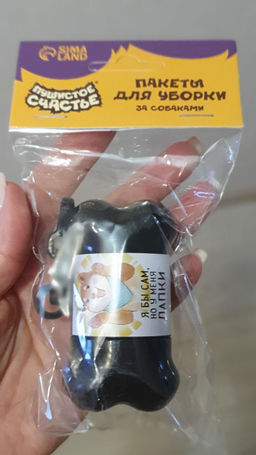 SIMA
LAND
ПУШИСТОЕ
СЧАСТЬЕ
ПАКЕТЫ
ДЛЯ УБОРКИ
ЗА СОБАКАМИ
Я БЫ САМ,
НО У МЕНЯ
ЛАПКИ